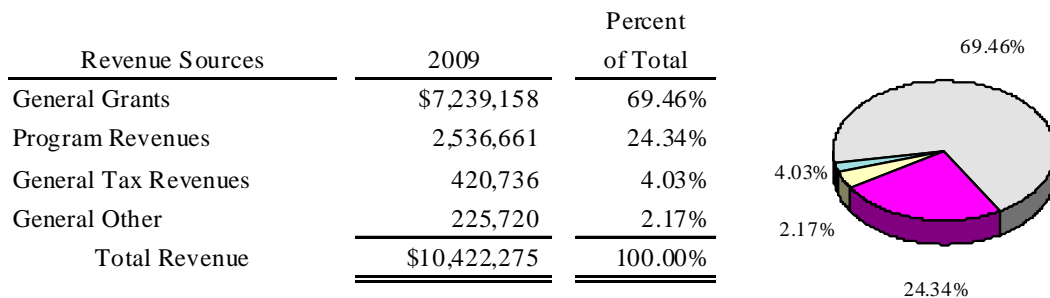 Percent
Revenue Sources 2009 of Total
General Grants $7,239,158 69.46%
Program Revenues 2,536,661 24.34%
General Tax Revenues 420,736 4.03%
General Other 225,720 2.17%
Total Revenue $10,422,275 100.00%
69.46%
4.03%
2.17%
24.34%